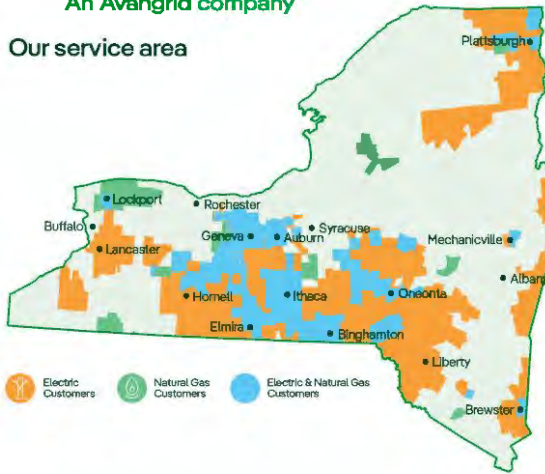 An Avangrid company
Our service area
Plattsburgh
Lockport
Rochester
Buffalo
Geneva
Auburn
Syracuse
Lancaster
Mechanicville
Albany
Hornell
Ithaca
Oneonta
Elmira
Binghamton
Liberty
Brewster
Electric
Customers
Natural Gas
Customers
Electric & Natural Gas
Customers